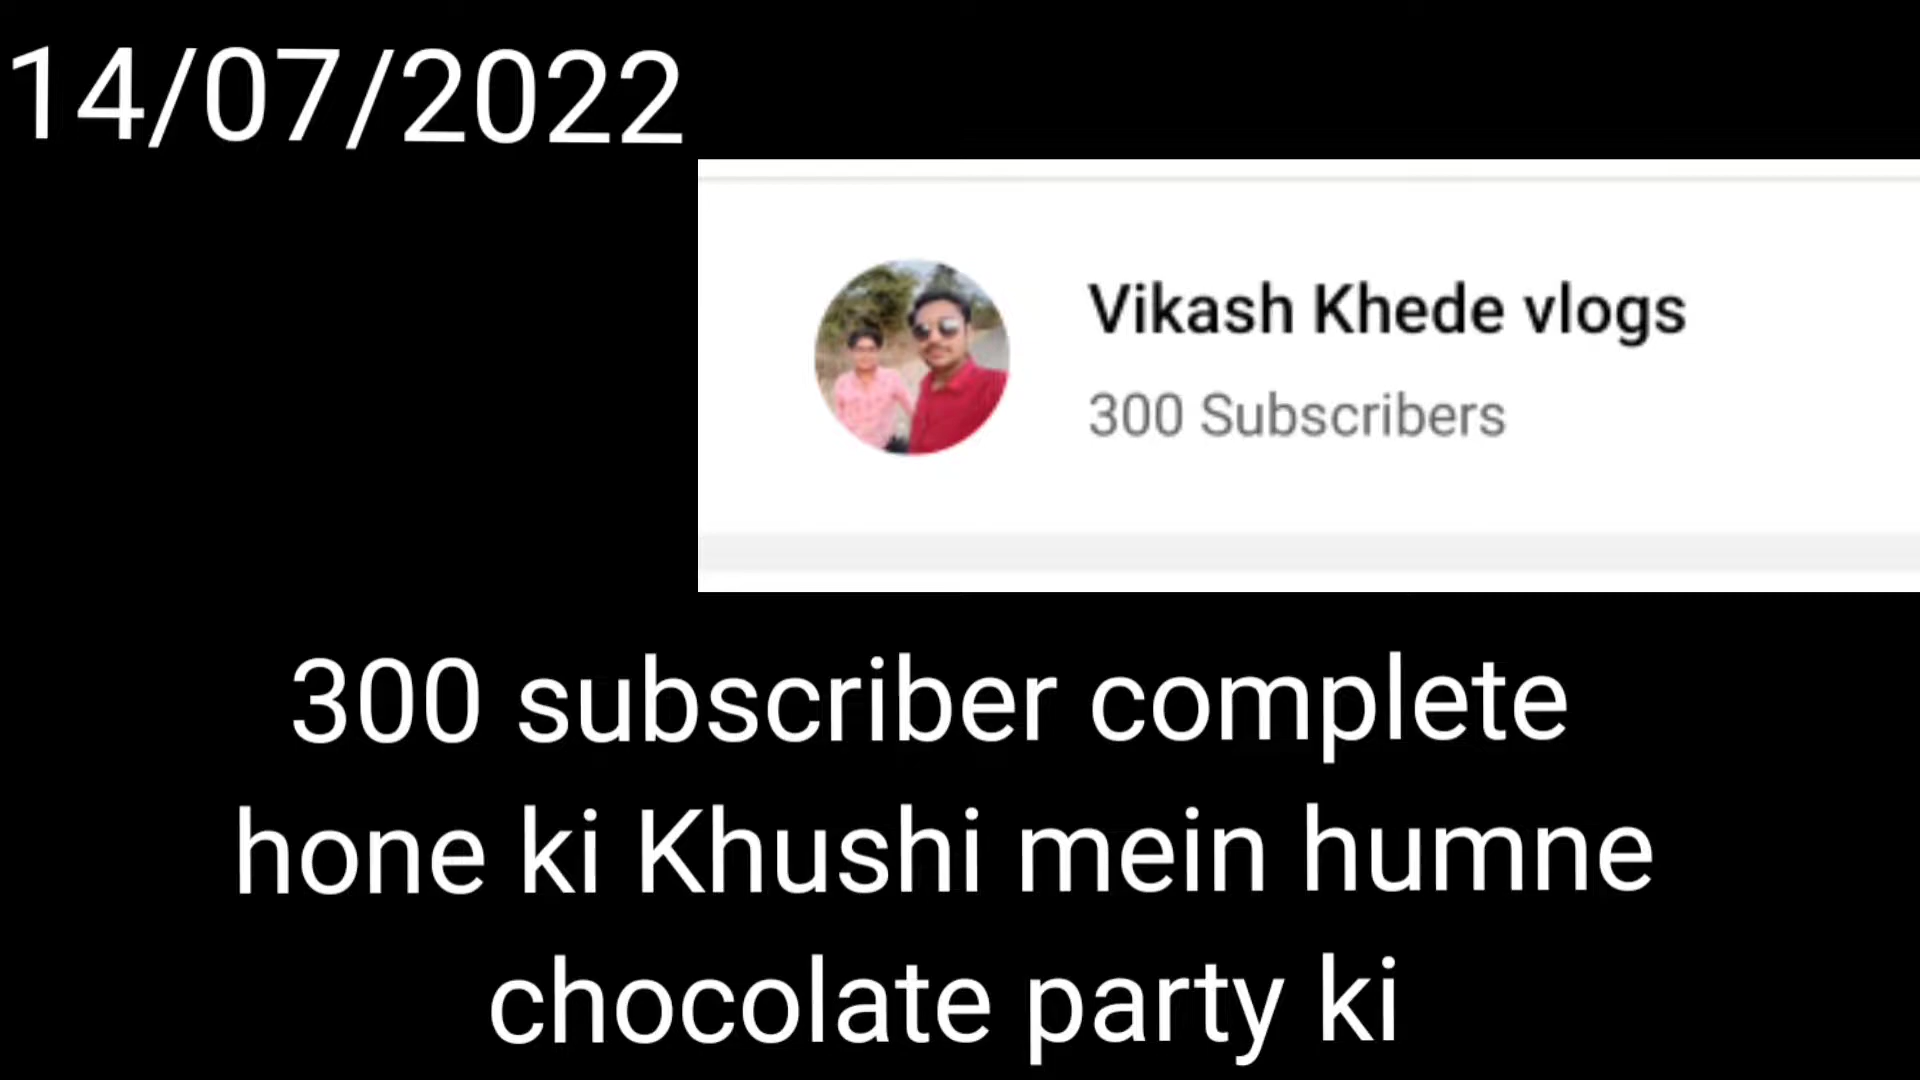 14/07/2022
Vikash Khede vlogs
300 Subscribers
300 subscriber complete
hone ki Khushi mein humne
chocolate party ki